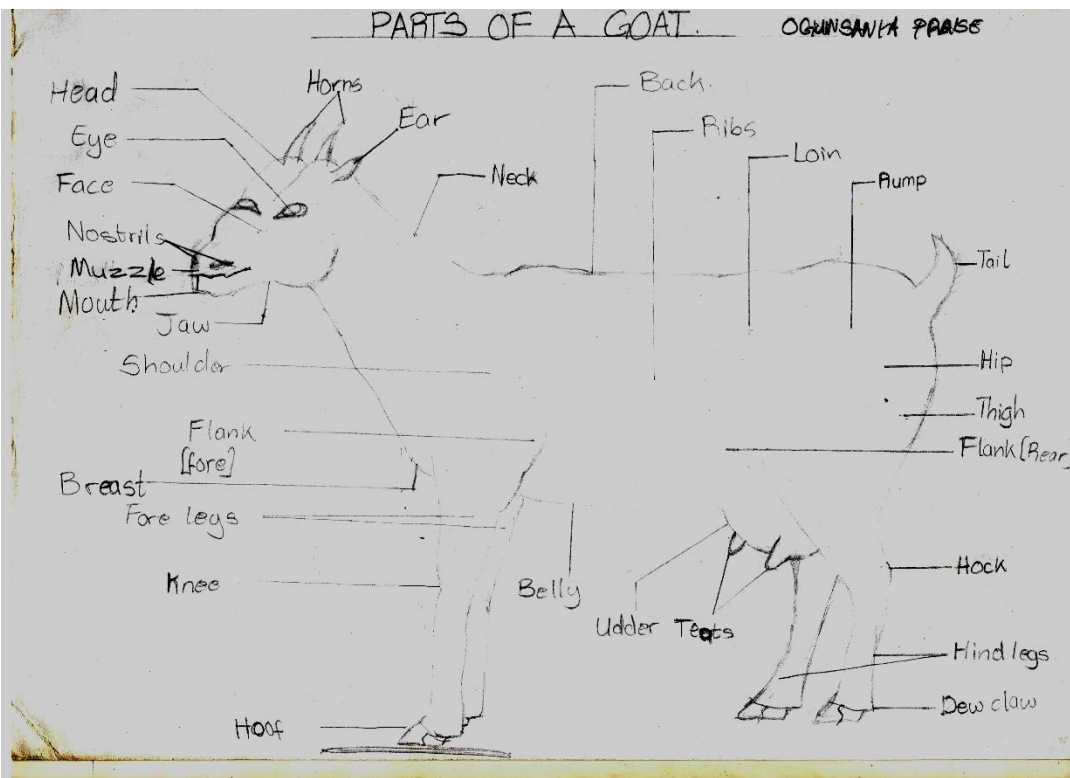 PARTS OF A GOAT.
OGUNSANYA PRAISE
Head
Horns
Ear
Eye
Face
Neck
Nostrils
Muzzle
Mouth
Jaw
Shoulder
Flank
[fore]
Breast
Fore legs
Knee
Hoof
Belly
Udder
Teats
Back.
Ribs
Loin
Rump
Tail
Hip
Thigh
Flank [Rear]
Hock
Hind legs
Dew claw